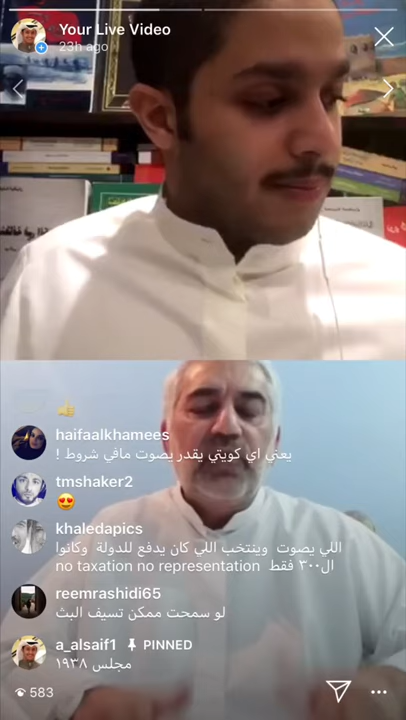 Your Live Video
23h ago
haifaalkhamees
يعني اي كويتي يقدر يصوت مافي شروط !
tmshaker2
😍
khaledapics
اللي يصوت وينتخب اللي كان يدفع للدولة وكانوا
ال٣٠٠ فقط no taxation no representation
reemrashidi65
لو سمحت ممكن تسيف البث
a_alsaif1 PINNED
مجلس ١٩٣٨
583